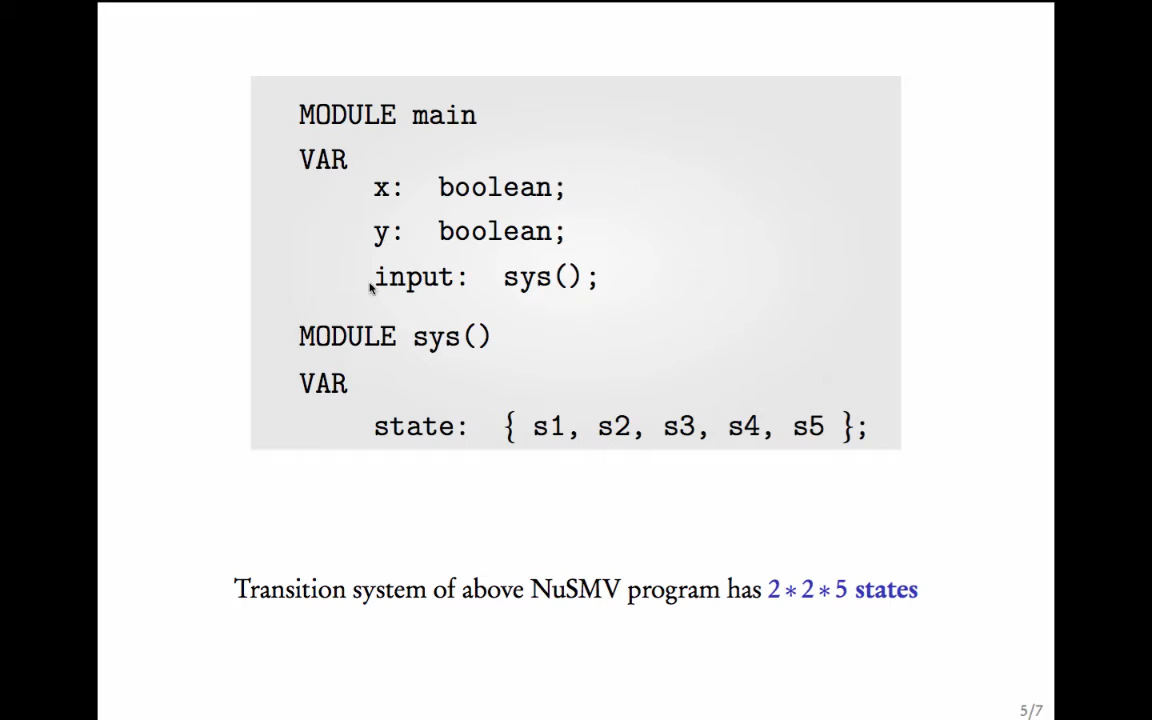 MODULE main
VAR
x: boolean;
y: boolean;
input: sys();
MODULE sys()
VAR
state: { s1, s2, s3, s4, s5 };
Transition system of above NuSMV program has 2∗2∗5 states
5/7